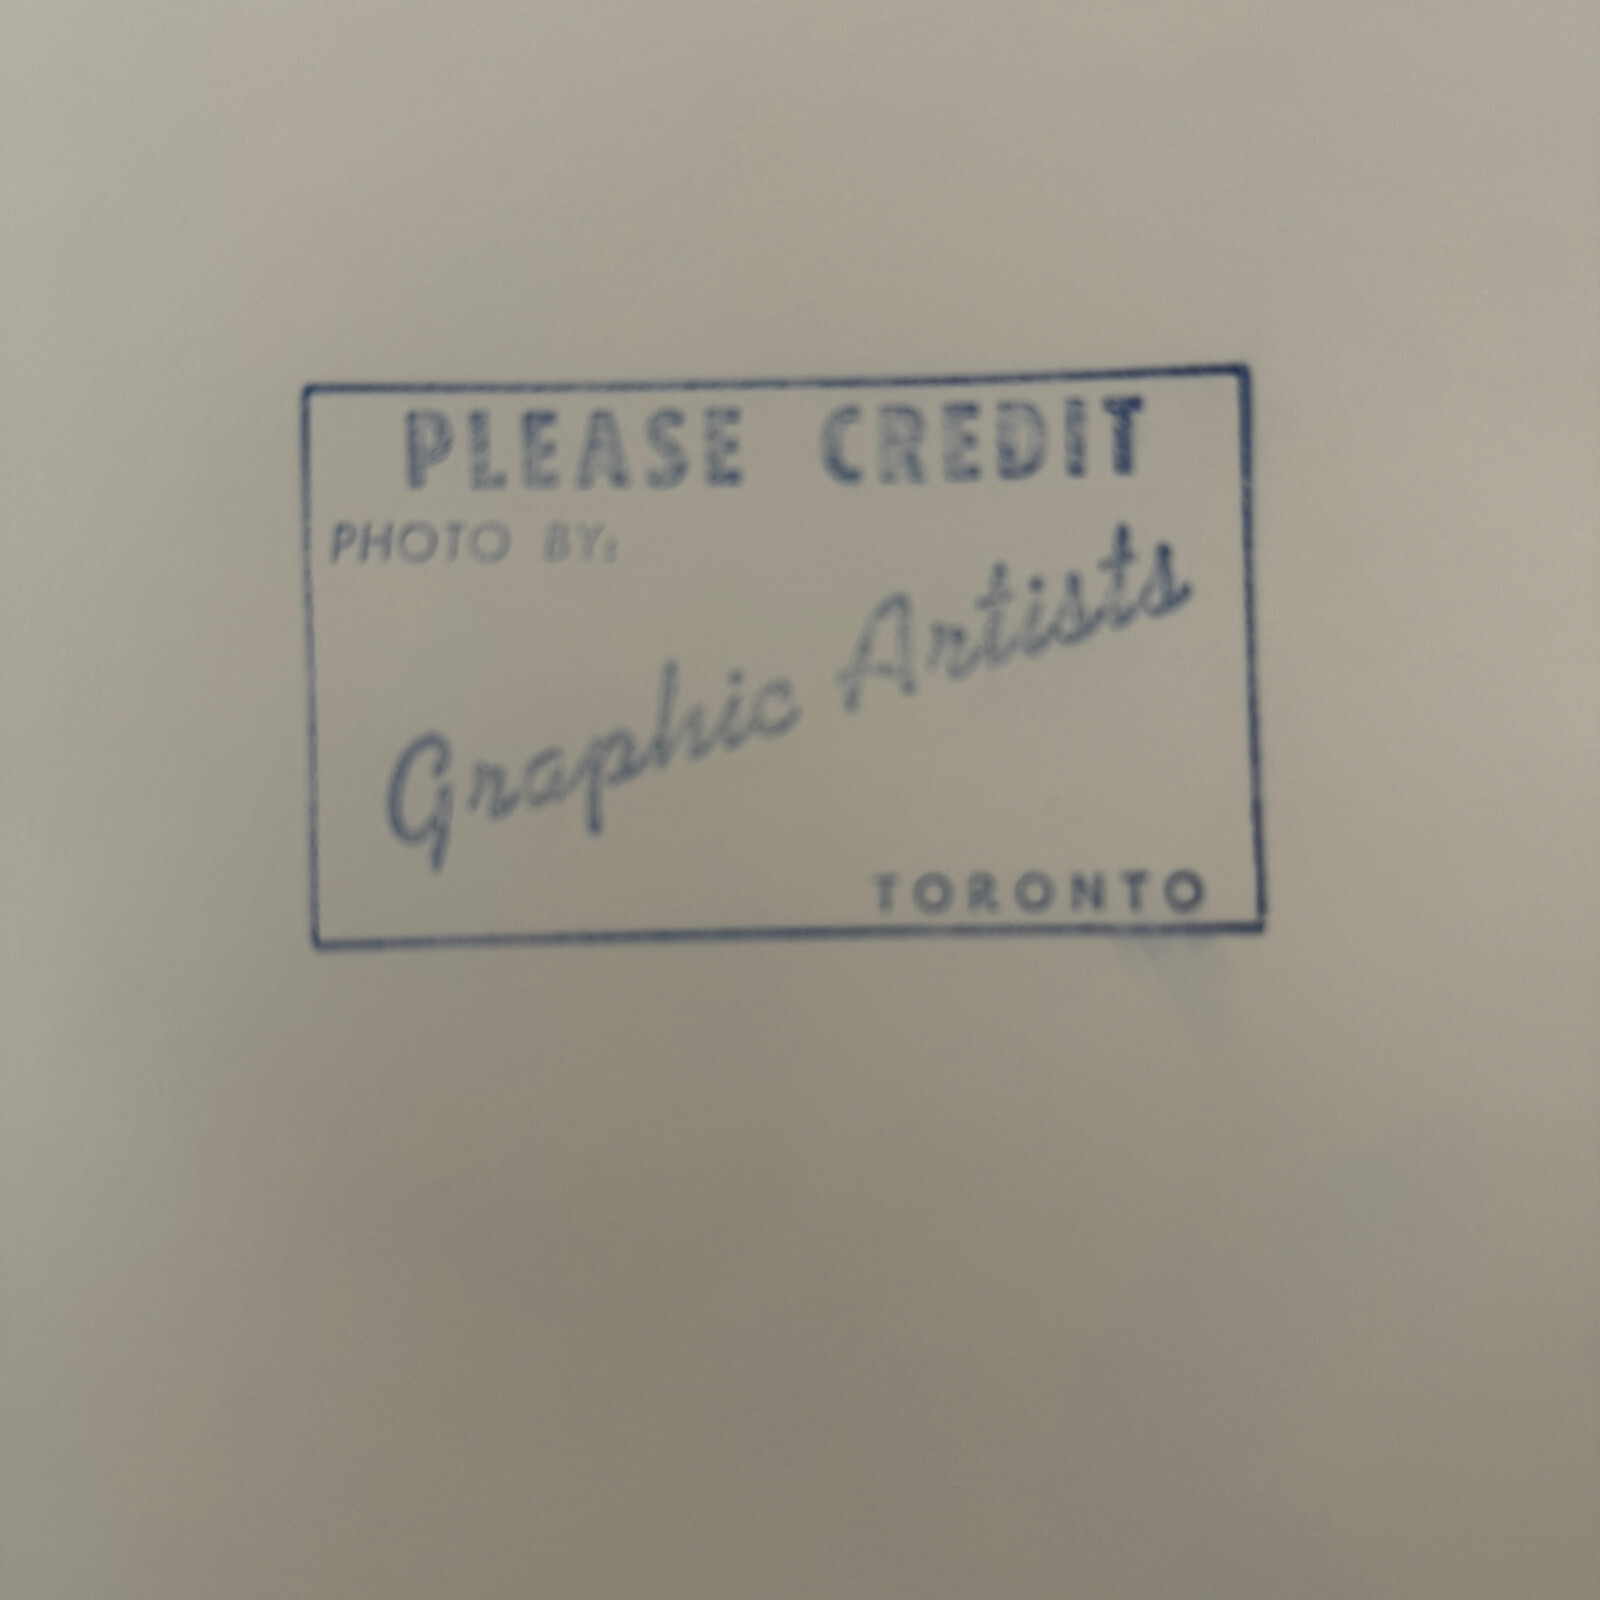 PLEASE CREDIT
PHOTO BY:
Graphic Artists
TORONTO